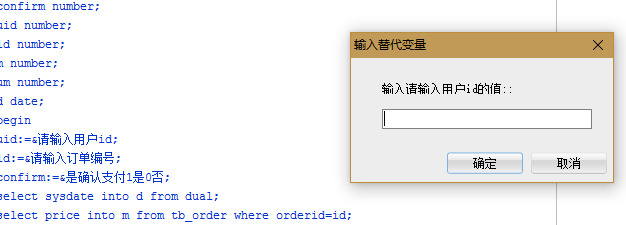 confirm number;
uid number;
id number;
m number;
um number;
d date;
begin
uid:=&请输入用户id;
id:=&请输入订单编号;
confirm:=&是确认支付1是0否;
select sysdate into d from dual;
select price into m from tb_order where orderid=id;
输入替代变量
输入请输入用户id的值::
确定
取消